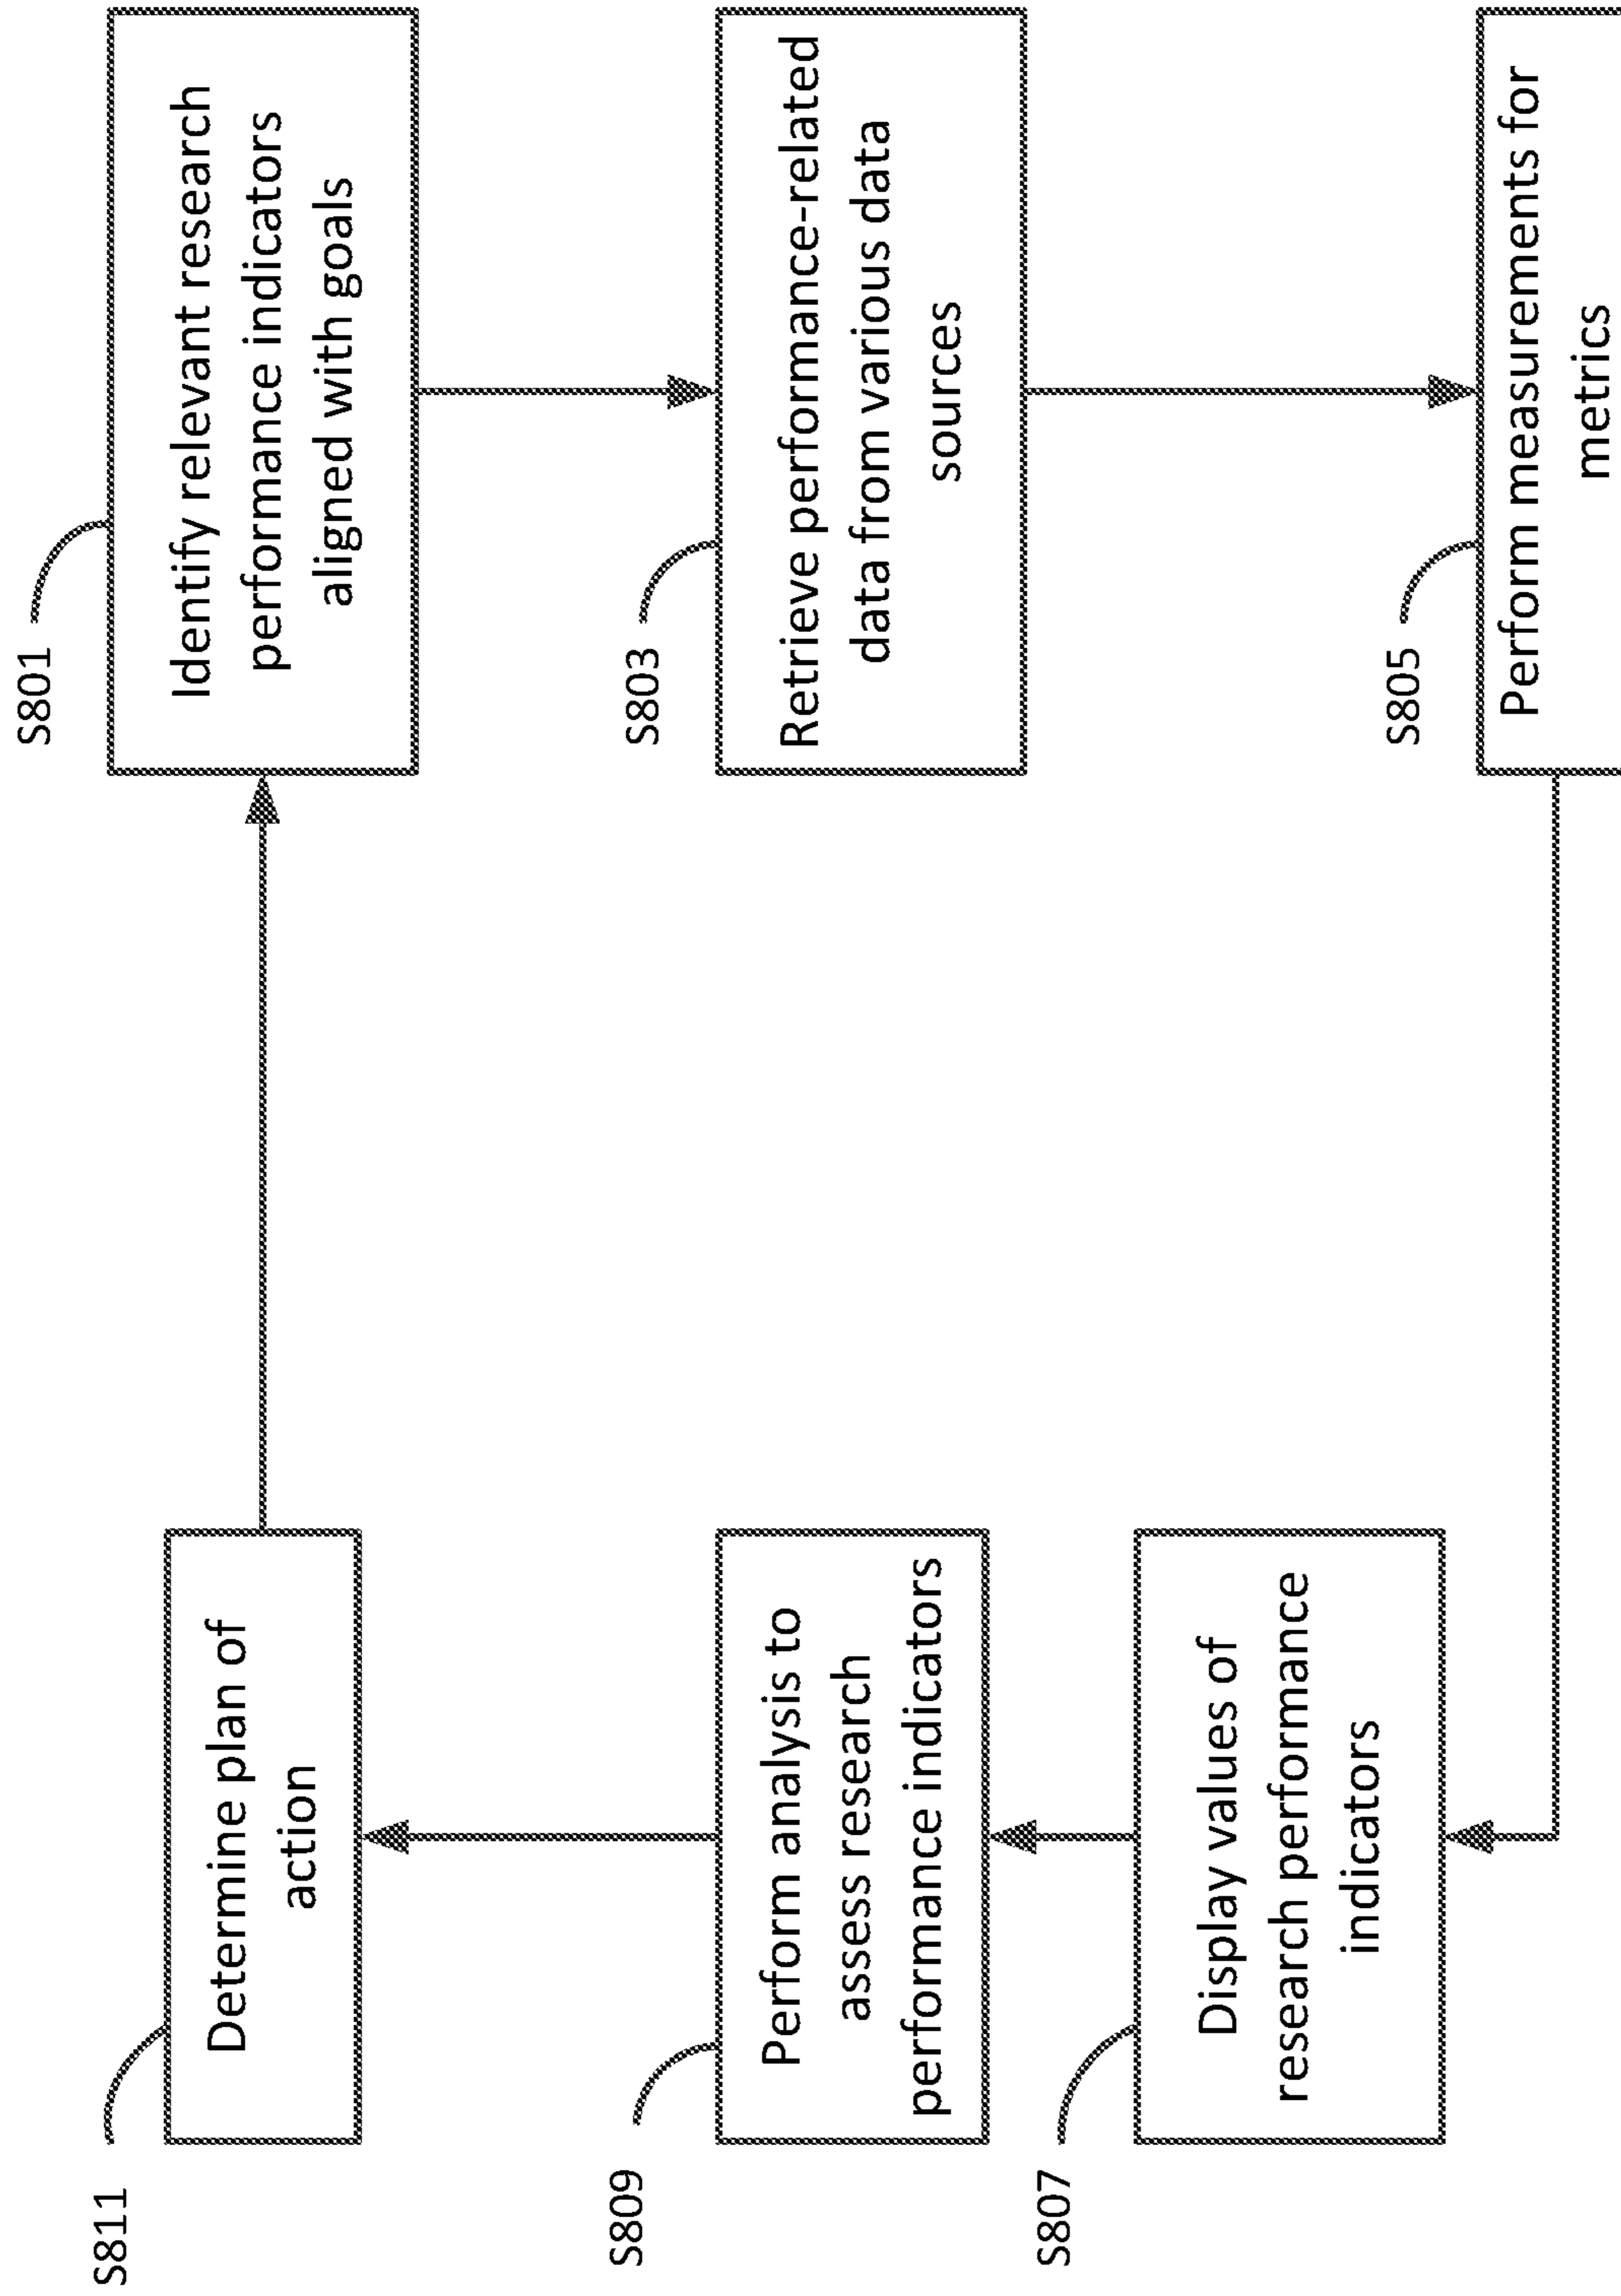 S801
Identify relevant research
performance indicators
aligned with goals
S803
Retrieve performance-related
data from various data
sources
S805
Perform measurements for
metrics
S807
Display values of
research performance
indicators
S809
Perform analysis to
assess research
performance indicators
S811
Determine plan of
action